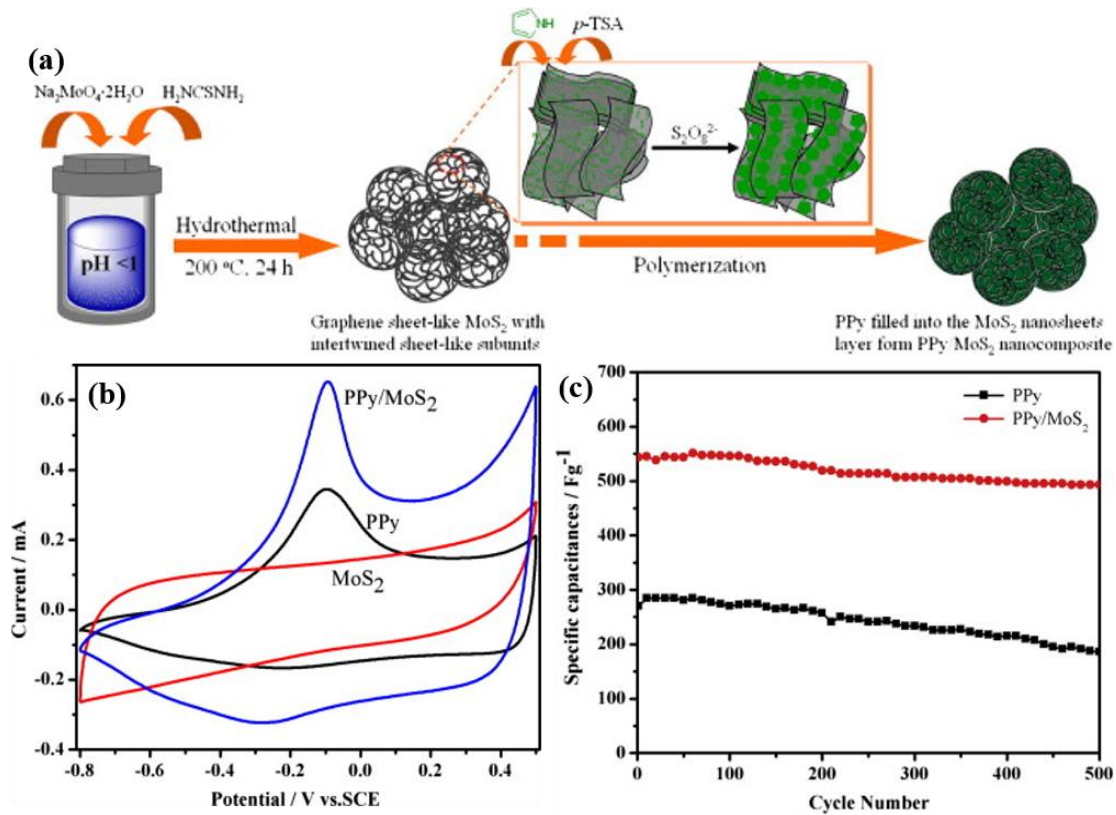 (a)
Na₂MoO₄·2H₂O
H₂NCSNH₂
pH <1
Hydrothermal
200 °C, 24 h
NH
p-TSA
S₂O₈²⁻
Polymerization
Graphene sheet-like MoS₂ with
intertwined sheet-like subunits
PPy filled into the MoS₂ nanosheets
layer form PPy MoS₂ nanocomposite
(b)
PPy/MoS₂
PPy
MoS₂
Current / mA
0.6
0.4
0.2
0.0
-0.2
-0.4
-0.8
-0.6
-0.4
-0.2
0.0
0.2
0.4
Potential / V vs.SCE
(c)
PPy
PPy/MoS₂
Specific capacitances / Fg⁻¹
700
600
500
400
300
200
100
0
0
100
200
300
400
500
Cycle Number